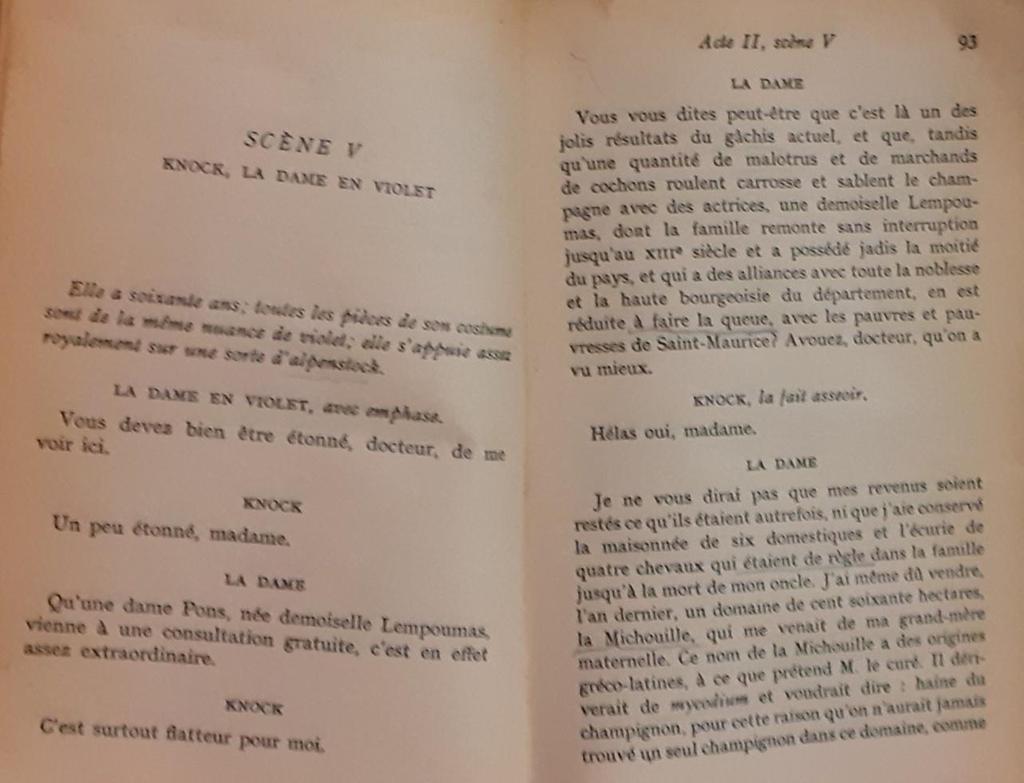 SCÈNE V
KNOCK, LA DAME EN VIOLET
Elle a soixante ans; toutes les pièces de son costume
sont de la même nuance de violet; elle s'appuie assez
royalement sur une sorte d'alpenstock.
LA DAME EN VIOLET, avec emphase.
Vous devez bien être étonné, docteur, de me
voir ici.
KNOCK
Un peu étonné, madame.
LA DAME
Qu'une dame Pons, née demoiselle Lempoumas,
vienne à une consultation gratuite, c'est en effet
assez extraordinaire.
KNOCK
C'est surtout flatteur pour moi.
Acte II, scène V 93
LA DAME
Vous vous dites peut-être que c'est là un des
jolis résultats du gâchis actuel, et que, tandis
qu'une quantité de malotrus et de marchands
de cochons roulent carrosse et sablent le cham-
pagne avec des actrices, une demoiselle Lempou-
mas, dont la famille remonte sans interruption
jusqu'au XIIIe siècle et a possédé jadis la moitié
du pays, et qui a des alliances avec toute la noblesse
et la haute bourgeoisie du département, en est
réduite à faire la queue, avec les pauvres et pau-
vresses de Saint-Maurice? Avouez, docteur, qu'on a
vu mieux.
KNOCK, la fait asseoir.
Hélas oui, madame.
LA DAME
Je ne vous dirai pas que mes revenus soient
restés ce qu'ils étaient autrefois, ni que j'aie conservé
la maisonnée de six domestiques et l'écurie de
quatre chevaux qui étaient de règle dans la famille
jusqu'à la mort de mon oncle. J'ai même dû vendre,
l'an dernier, un domaine de cent soixante hectares,
la Michouille, qui me venait de ma grand-mère
maternelle. Ce nom de la Michouille a des origines
gréco-latines, à ce que prétend M. le curé. Il déri-
verait de mycodium et voudrait dire : haine du
champignon, pour cette raison qu'on n'aurait jamais
trouvé un seul champignon dans ce domaine, comme